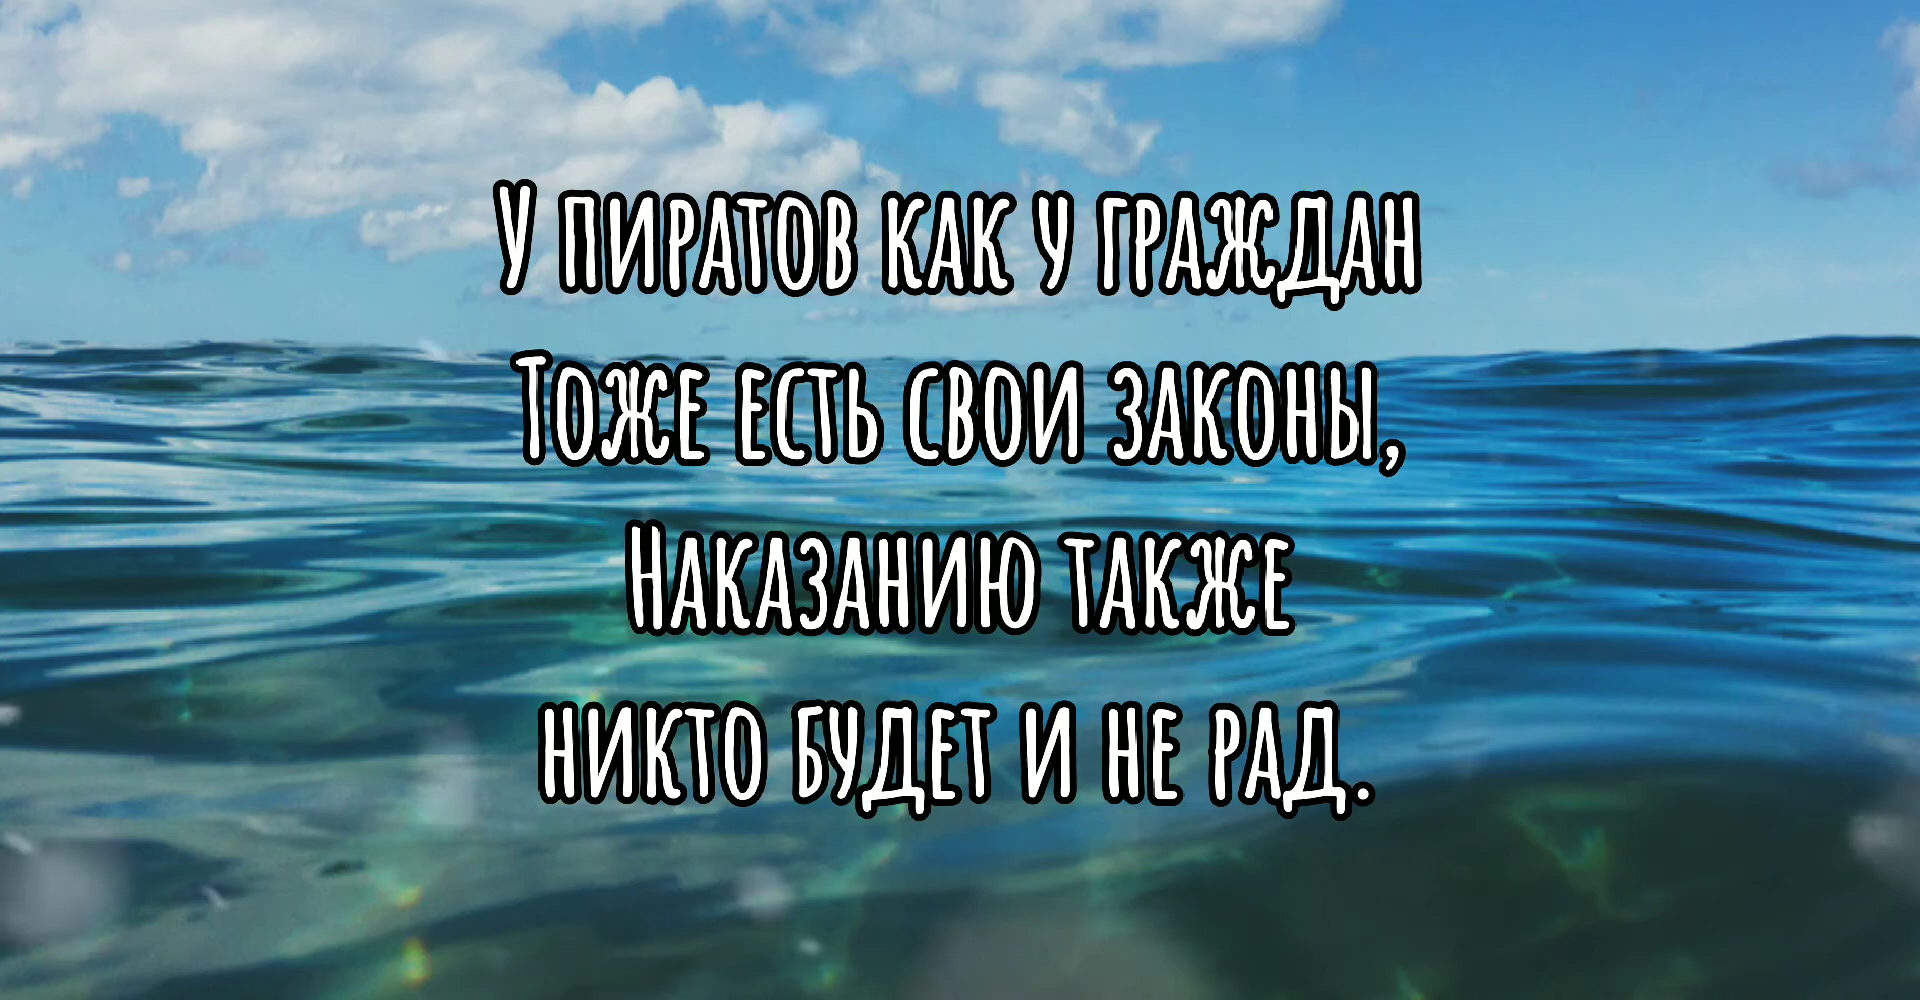 У пиратов как у граждан
Тоже есть свои законы,
Наказанию также
никто будет и не рад.